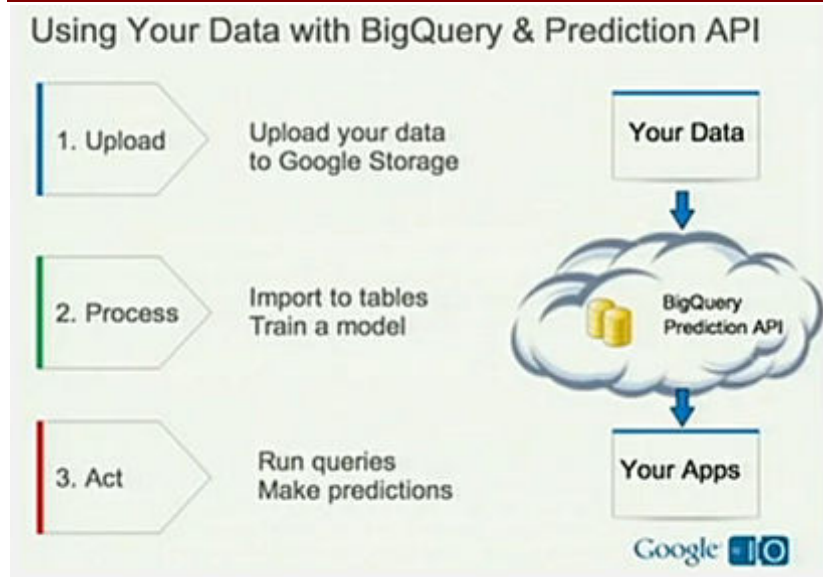 Using Your Data with BigQuery & Prediction API
1. Upload
Upload your data
to Google Storage
Your Data
2. Process
Import to tables
Train a model
BigQuery
Prediction API
3. Act
Run queries
Make predictions
Your Apps
Google IO